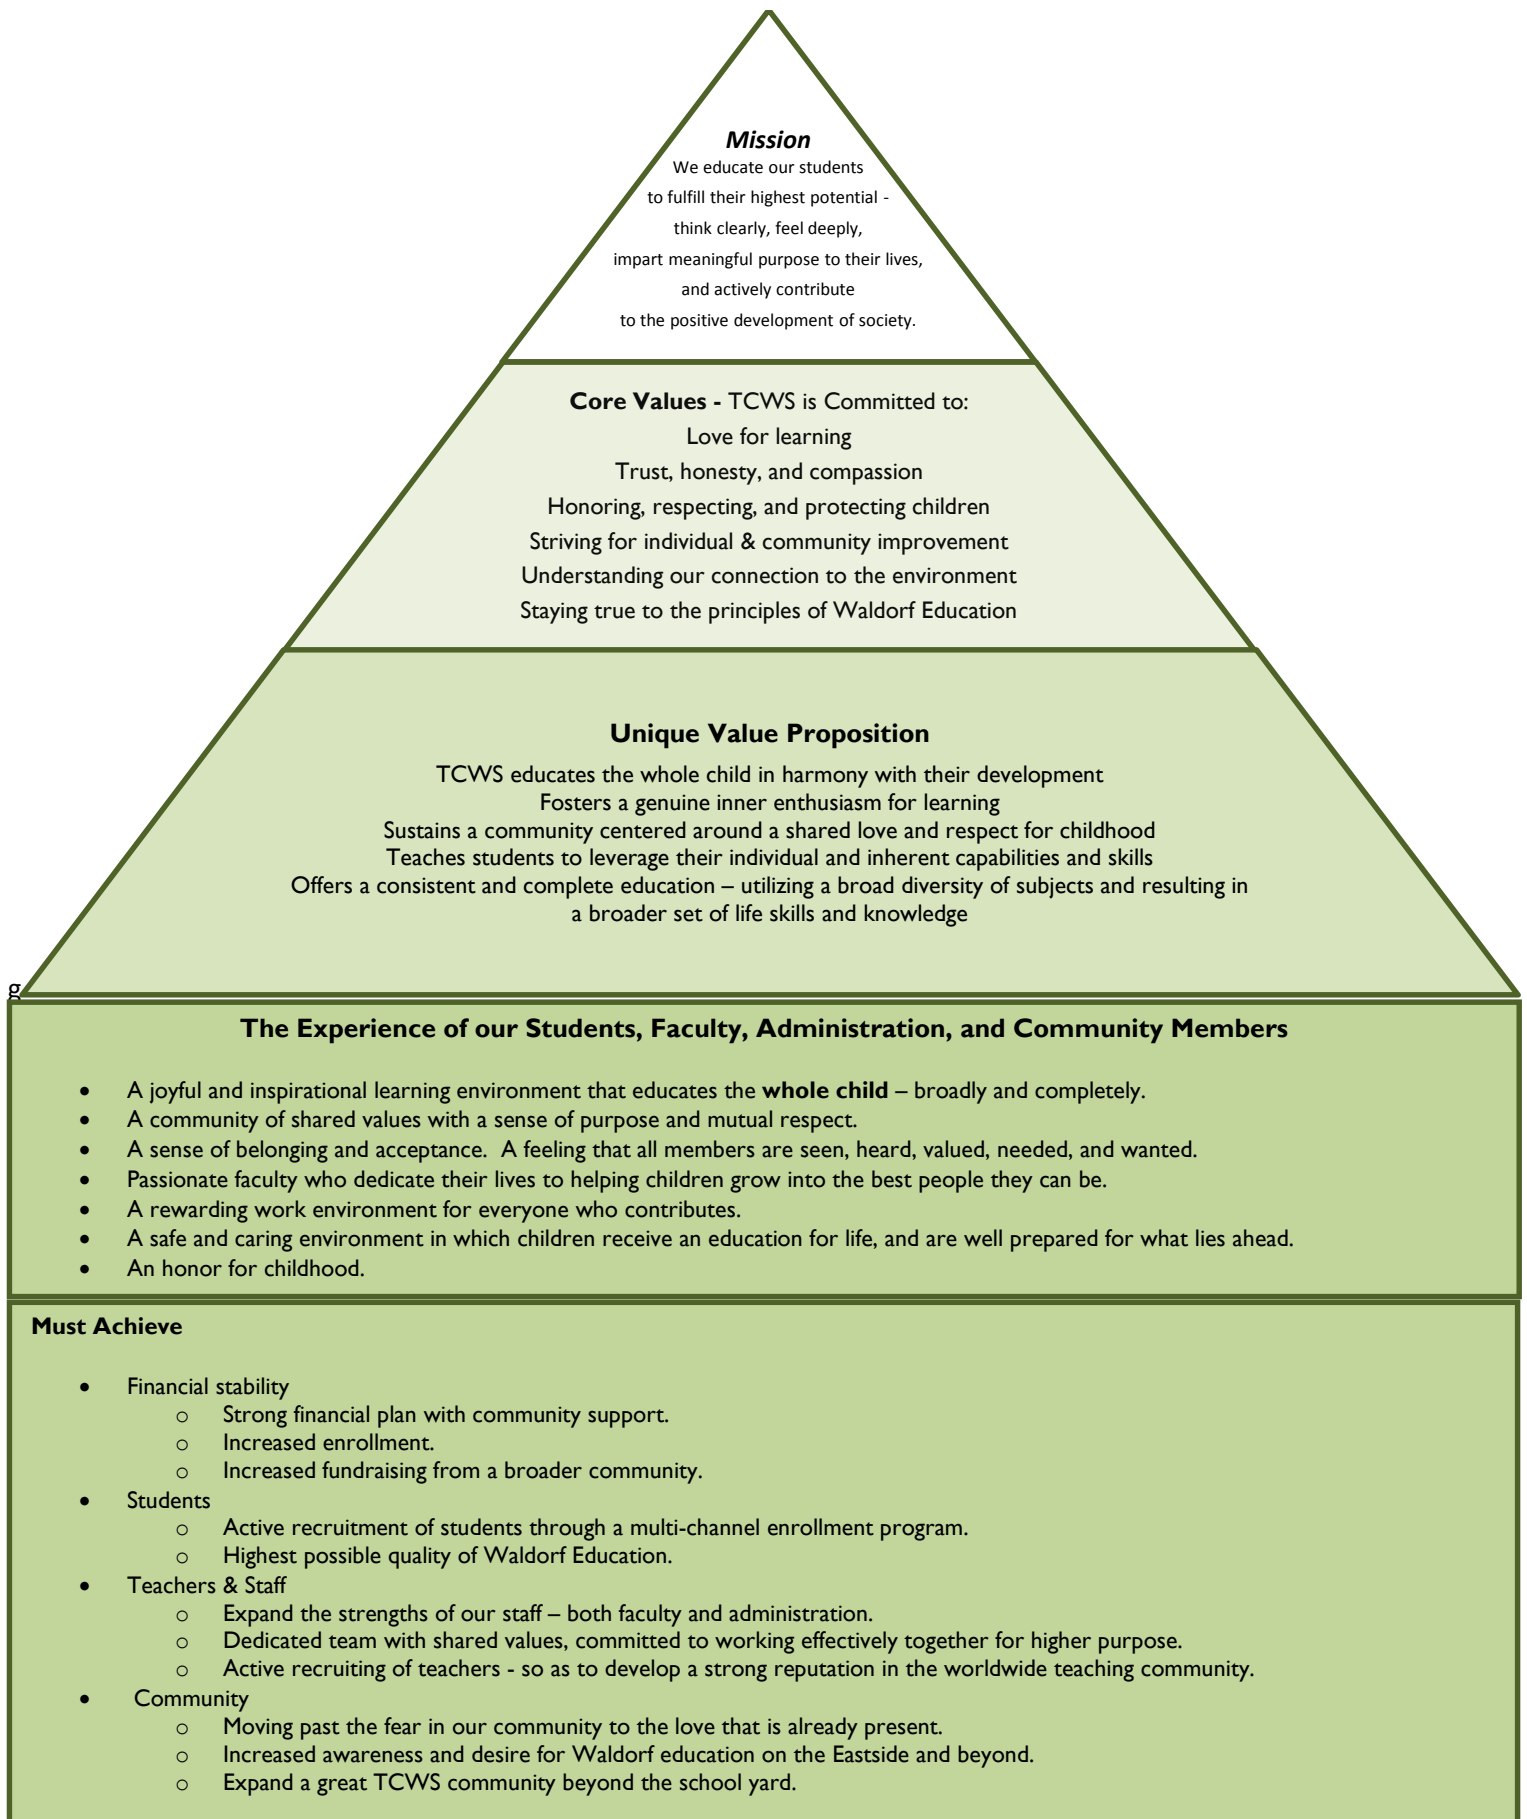 Mission
We educate our students
to fulfill their highest potential -
think clearly, feel deeply,
impart meaningful purpose to their lives,
and actively contribute
to the positive development of society.
Core Values - TCWS is Committed to:
Love for learning
Trust, honesty, and compassion
Honoring, respecting, and protecting children
Striving for individual & community improvement
Understanding our connection to the environment
Staying true to the principles of Waldorf Education
Unique Value Proposition
TCWS educates the whole child in harmony with their development
Fosters a genuine inner enthusiasm for learning
Sustains a community centered around a shared love and respect for childhood
Teaches students to leverage their individual and inherent capabilities and skills
Offers a consistent and complete education – utilizing a broad diversity of subjects and resulting in
a broader set of life skills and knowledge
g
The Experience of our Students, Faculty, Administration, and Community Members
• A joyful and inspirational learning environment that educates the whole child – broadly and completely.
• A community of shared values with a sense of purpose and mutual respect.
• A sense of belonging and acceptance.  A feeling that all members are seen, heard, valued, needed, and wanted.
• Passionate faculty who dedicate their lives to helping children grow into the best people they can be.
• A rewarding work environment for everyone who contributes.
• A safe and caring environment in which children receive an education for life, and are well prepared for what lies ahead.
• An honor for childhood.
Must Achieve
• Financial stability
o Strong financial plan with community support.
o Increased enrollment.
o Increased fundraising from a broader community.
• Students
o Active recruitment of students through a multi-channel enrollment program.
o Highest possible quality of Waldorf Education.
• Teachers & Staff
o Expand the strengths of our staff – both faculty and administration.
o Dedicated team with shared values, committed to working effectively together for higher purpose.
o Active recruiting of teachers - so as to develop a strong reputation in the worldwide teaching community.
• Community
o Moving past the fear in our community to the love that is already present.
o Increased awareness and desire for Waldorf education on the Eastside and beyond.
o Expand a great TCWS community beyond the school yard.